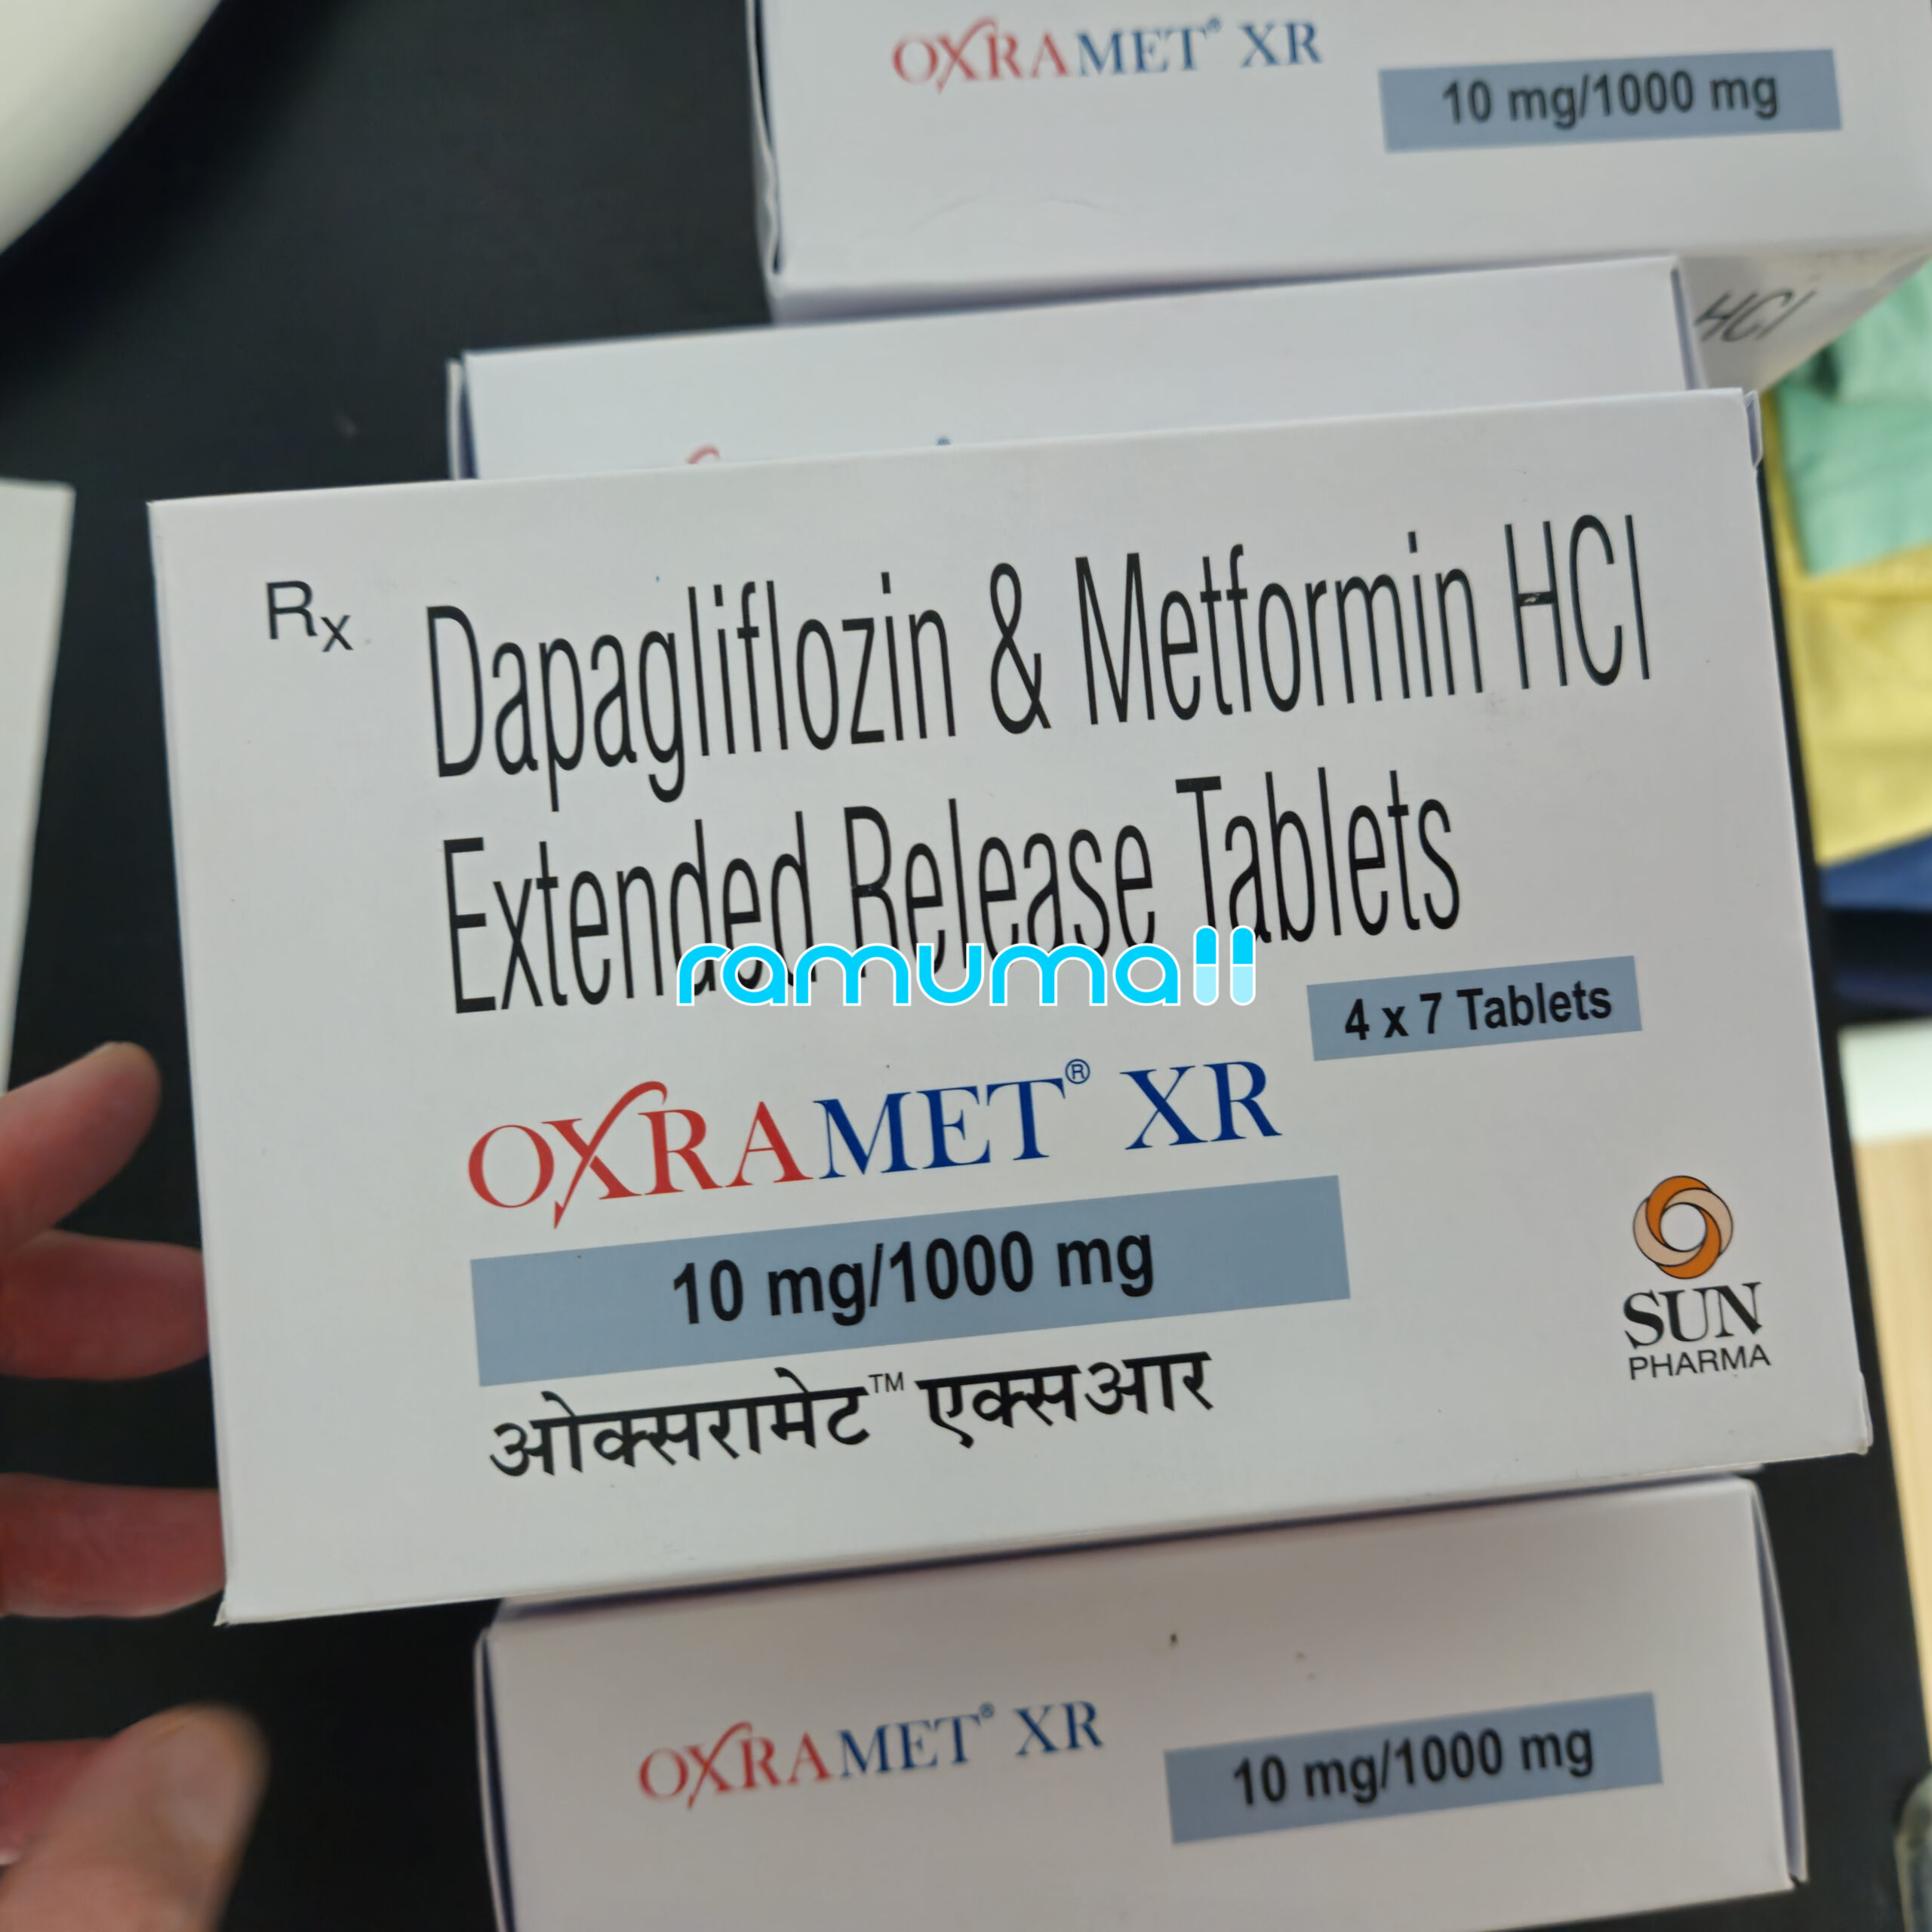 OXRAMET® XR
10 mg/1000 mg
HCl
Rx
Dapagliflozin & Metformin HCl
Extended Release Tablets
ramumall
4 x 7 Tablets
OXRAMET® XR
10 mg/1000 mg
ओक्सरामेट™ एक्सआर
SUN
PHARMA
OXRAMET® XR
10 mg/1000 mg